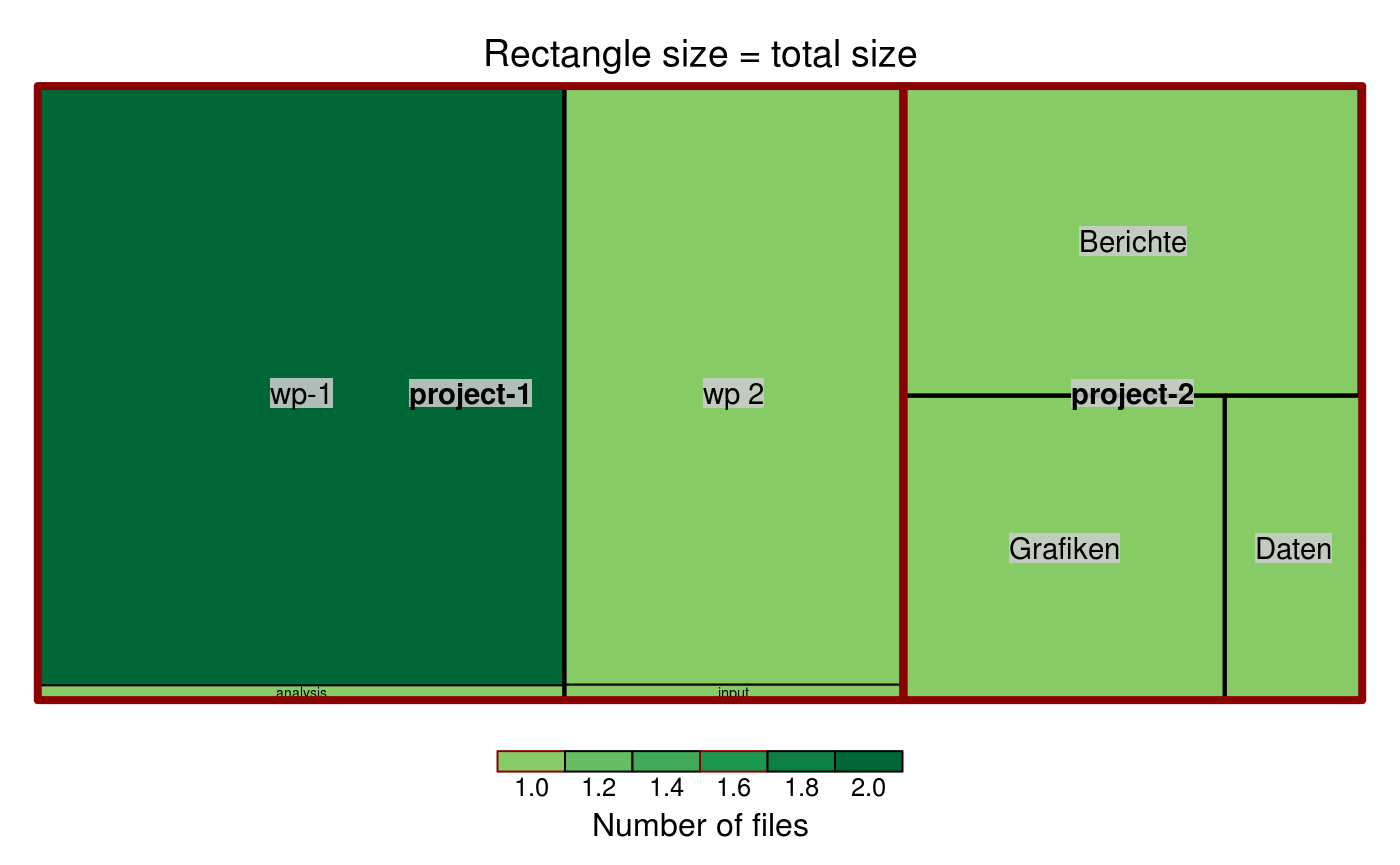 Rectangle size = total size
Berichte
wp-1 project-1 wp 2 project-2
Grafiken Daten
analysis input
1.0 1.2 1.4 1.6 1.8 2.0
Number of files